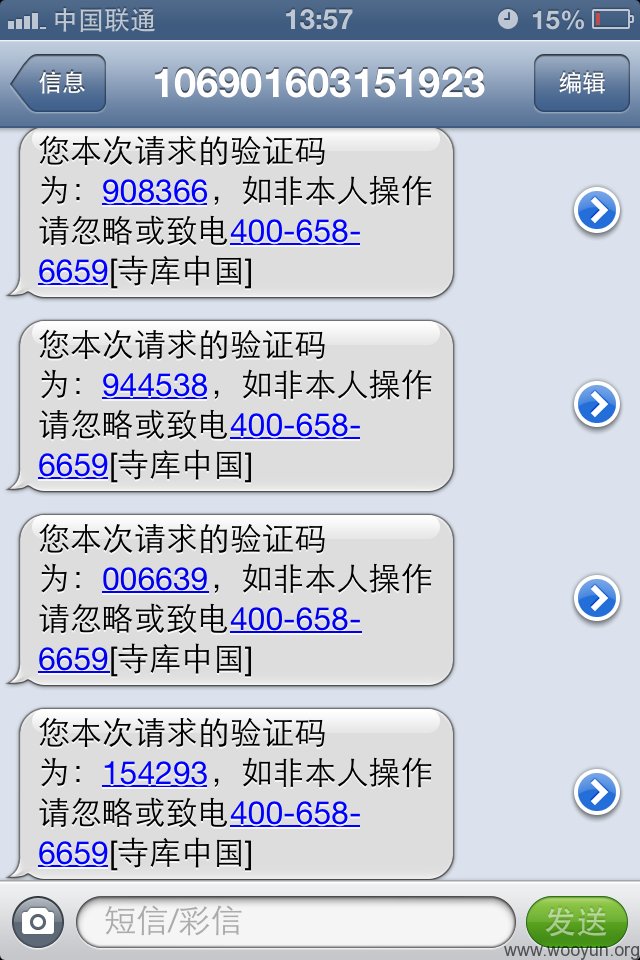 中国联通 13:57 15%
信息 106901603151923 编辑
您本次请求的验证码
为：908366，如非本人操作
请忽略或致电400-658-
6659[寺库中国]
您本次请求的验证码
为：944538，如非本人操作
请忽略或致电400-658-
6659[寺库中国]
您本次请求的验证码
为：006639，如非本人操作
请忽略或致电400-658-
6659[寺库中国]
您本次请求的验证码
为：154293，如非本人操作
请忽略或致电400-658-
6659[寺库中国]
短信/彩信 发送
www.wooyun.org